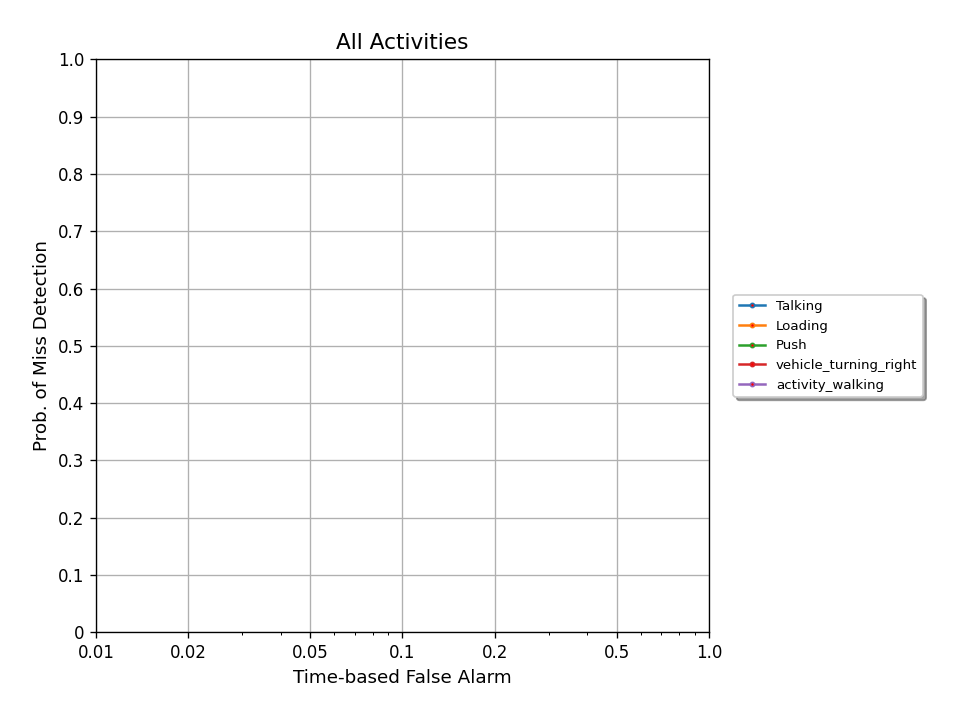 All Activities
Prob. of Miss Detection
1.0
0.9
0.8
0.7
0.6
0.5
0.4
0.3
0.2
0.1
0
0.01 0.02 0.05 0.1 0.2 0.5 1.0
Time-based False Alarm
Talking
Loading
Push
vehicle_turning_right
activity_walking